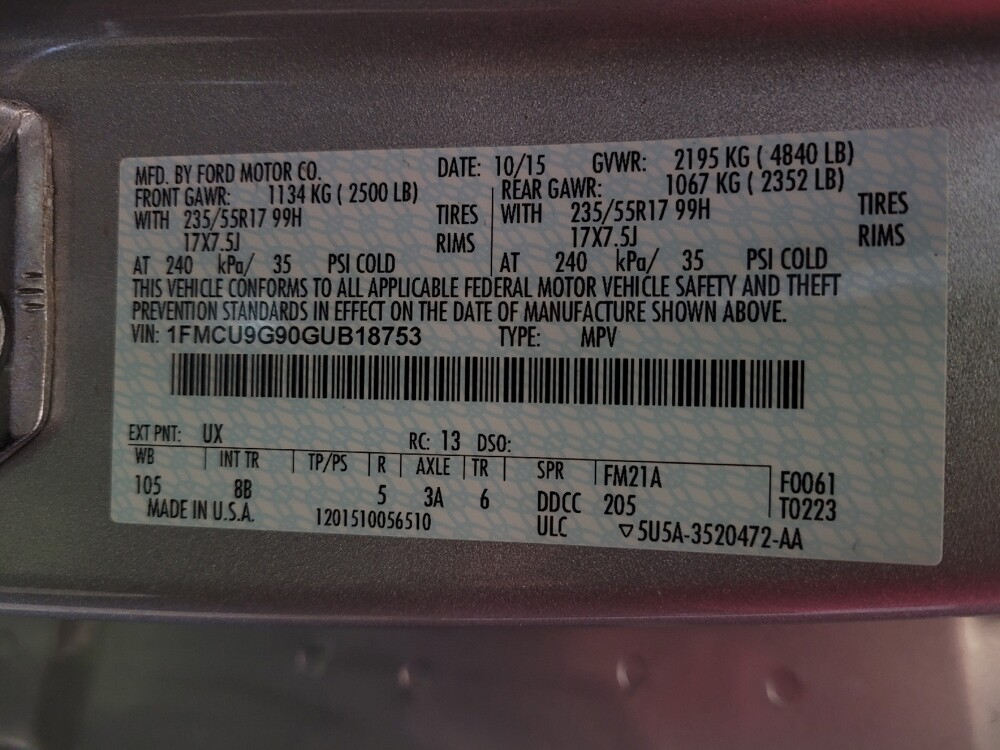 MFD. BY FORD MOTOR CO. DATE: 10/15 GVWR: 2195 KG ( 4840 LB)
FRONT GAWR: 1134 KG ( 2500 LB) REAR GAWR: 1067 KG ( 2352 LB)
WITH 235/55R17 99H TIRES WITH 235/55R17 99H TIRES
17X7.5J RIMS 17X7.5J RIMS
AT 240 kPa/ 35 PSI COLD AT 240 kPa/ 35 PSI COLD
THIS VEHICLE CONFORMS TO ALL APPLICABLE FEDERAL MOTOR VEHICLE SAFETY AND THEFT
PREVENTION STANDARDS IN EFFECT ON THE DATE OF MANUFACTURE SHOWN ABOVE.
VIN: 1FMCU9G90GUB18753 TYPE: MPV
EXT PNT: UX RC: 13 DSO:
WB INT TR TP/PS R AXLE TR SPR FM21A F0061
105 8B 5 3A 6 DDCC 205 T0223
MADE IN U.S.A. 1201510056510 ULC ▽5U5A-3520472-AA